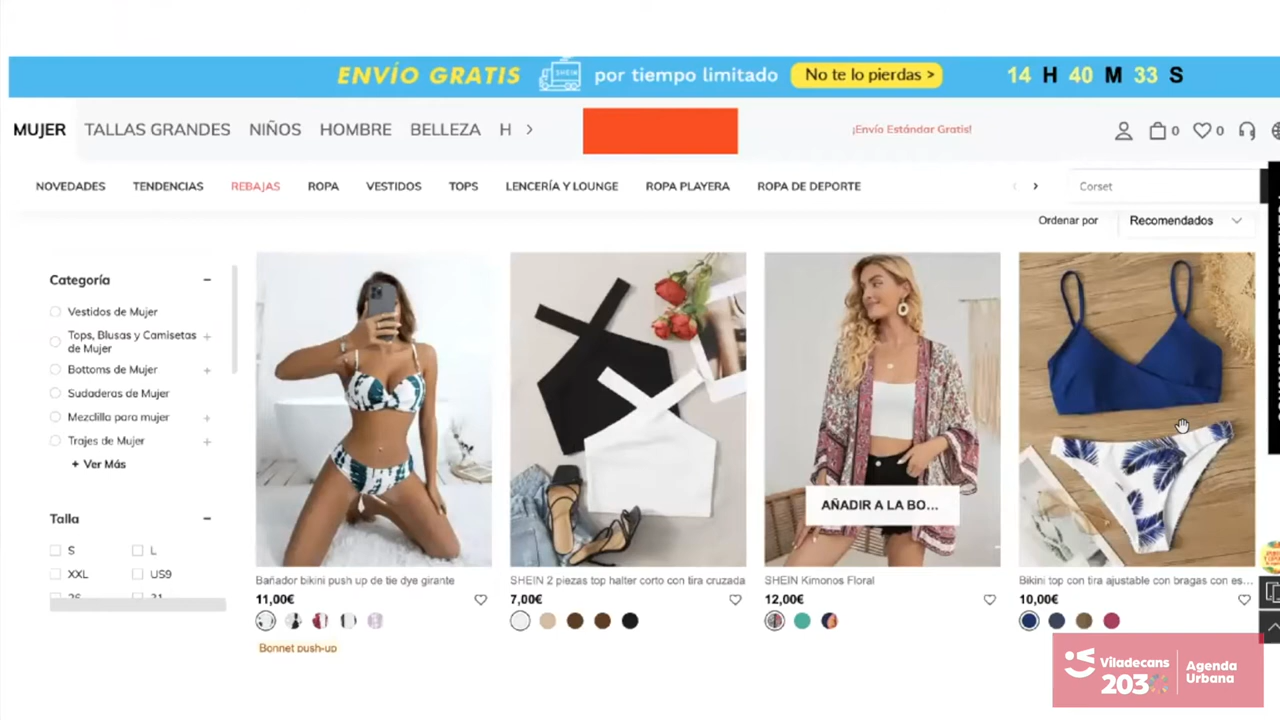 ENVÍO GRATIS SHEIN por tiempo limitado No te lo pierdas > 14 H 40 M 33 S
MUJER TALLAS GRANDES NIÑOS HOMBRE BELLEZA H > ¡Envío Estándar Gratis! 0 0
NOVEDADES TENDENCIAS REBAJAS ROPA VESTIDOS TOPS LENCERÍA Y LOUNGE ROPA PLAYERA ROPA DE DEPORTE Corset
Ordenar por Recomendados
Categoría
Vestidos de Mujer
Tops, Blusas y Camisetas
de Mujer
Bottoms de Mujer
Sudaderas de Mujer
Mezclilla para mujer
Trajes de Mujer
+ Ver Más
Talla
S L
XXL US9
AÑADIR A LA BO...
Bañador bikini push up de tie dye girante
11,00€
Bonnet push-up
SHEIN 2 piezas top halter corto con tira cruzada
7,00€
SHEIN Kimonos Floral
12,00€
Bikini top con tira ajustable con bragas con es...
10,00€
Viladecans
2030
Agenda
Urbana